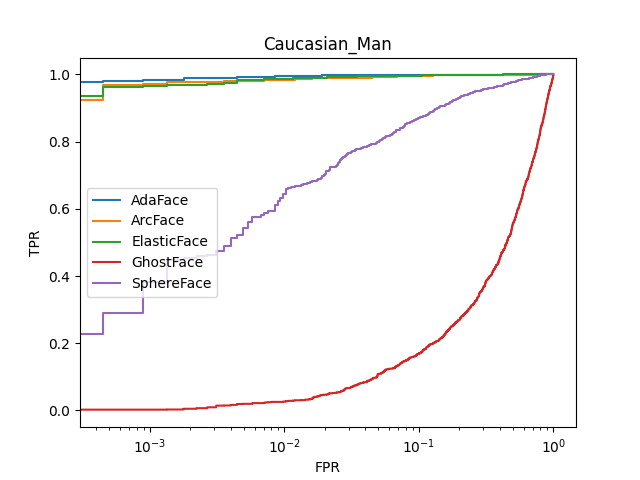 Caucasian_Man
TPR
1.0
0.8
0.6
0.4
0.2
0.0
AdaFace
ArcFace
ElasticFace
GhostFace
SphereFace
10⁻³
10⁻²
10⁻¹
10⁰
FPR